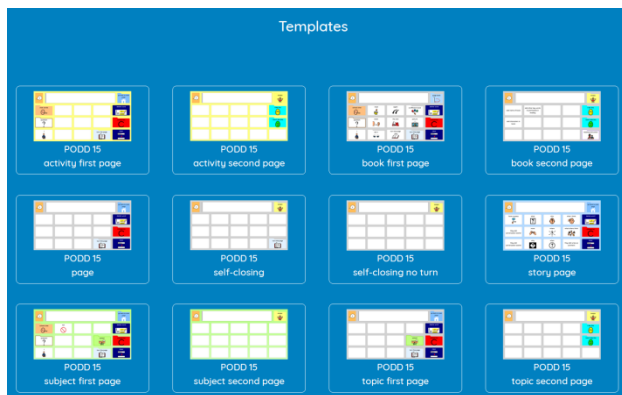 Templates
PODD 15
activity first page
PODD 15
activity second page
PODD 15
book first page
PODD 15
book second page
PODD 15
page
PODD 15
self-closing
PODD 15
self-closing no turn
PODD 15
story page
PODD 15
subject first page
PODD 15
subject second page
PODD 15
topic first page
PODD 15
topic second page